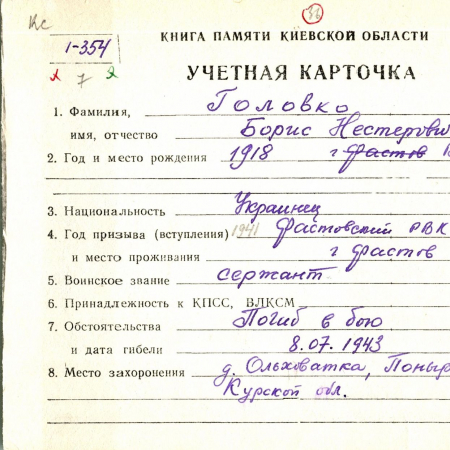 Кс
36
1-354
7
КНИГА ПАМЯТИ КИЕВСКОЙ ОБЛАСТИ
УЧЕТНАЯ КАРТОЧКА
1. Фамилия, Головко
имя, отчество Борис Нестерови
2. Год и место рождения 1918 г Фастов
3. Национальность Украинец
4. Год призыва (вступления) 1941 Фастовский РВК
и место проживания г Фастов
5. Воинское звание сержант
6. Принадлежность к КПСС, ВЛКСМ
7. Обстоятельства Погиб в бою
и дата гибели 8.07.1943
8. Место захоронения д. Ольховатка, Поныр
Курской обл.